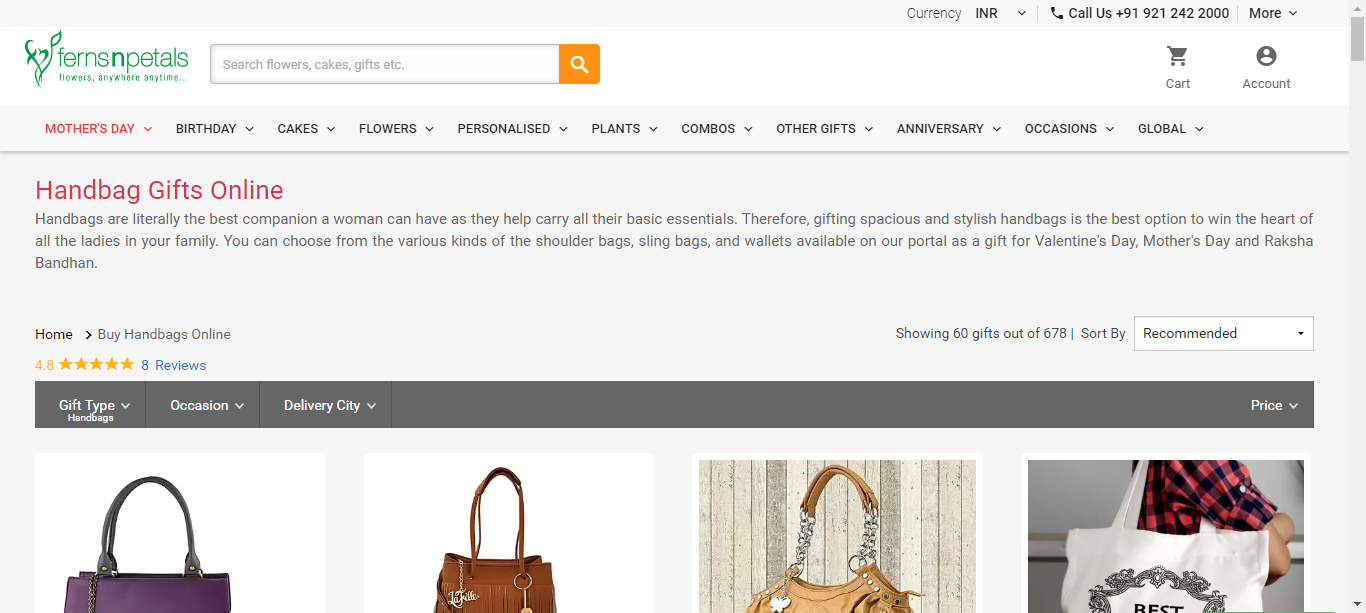 Currency INR Call Us +91 921 242 2000 More
fernsnpetals
flowers, anywhere anytime...
Search flowers, cakes, gifts etc.
Cart Account
MOTHER'S DAY BIRTHDAY CAKES FLOWERS PERSONALISED PLANTS COMBOS OTHER GIFTS ANNIVERSARY OCCASIONS GLOBAL
Handbag Gifts Online
Handbags are literally the best companion a woman can have as they help carry all their basic essentials. Therefore, gifting spacious and stylish handbags is the best option to win the heart of
all the ladies in your family. You can choose from the various kinds of the shoulder bags, sling bags, and wallets available on our portal as a gift for Valentine's Day, Mother's Day and Raksha
Bandhan.
Home Buy Handbags Online
Showing 60 gifts out of 678 | Sort By Recommended
4.8 8 Reviews
Gift Type Occasion Delivery City Price
Handbags
LaFille
BEST